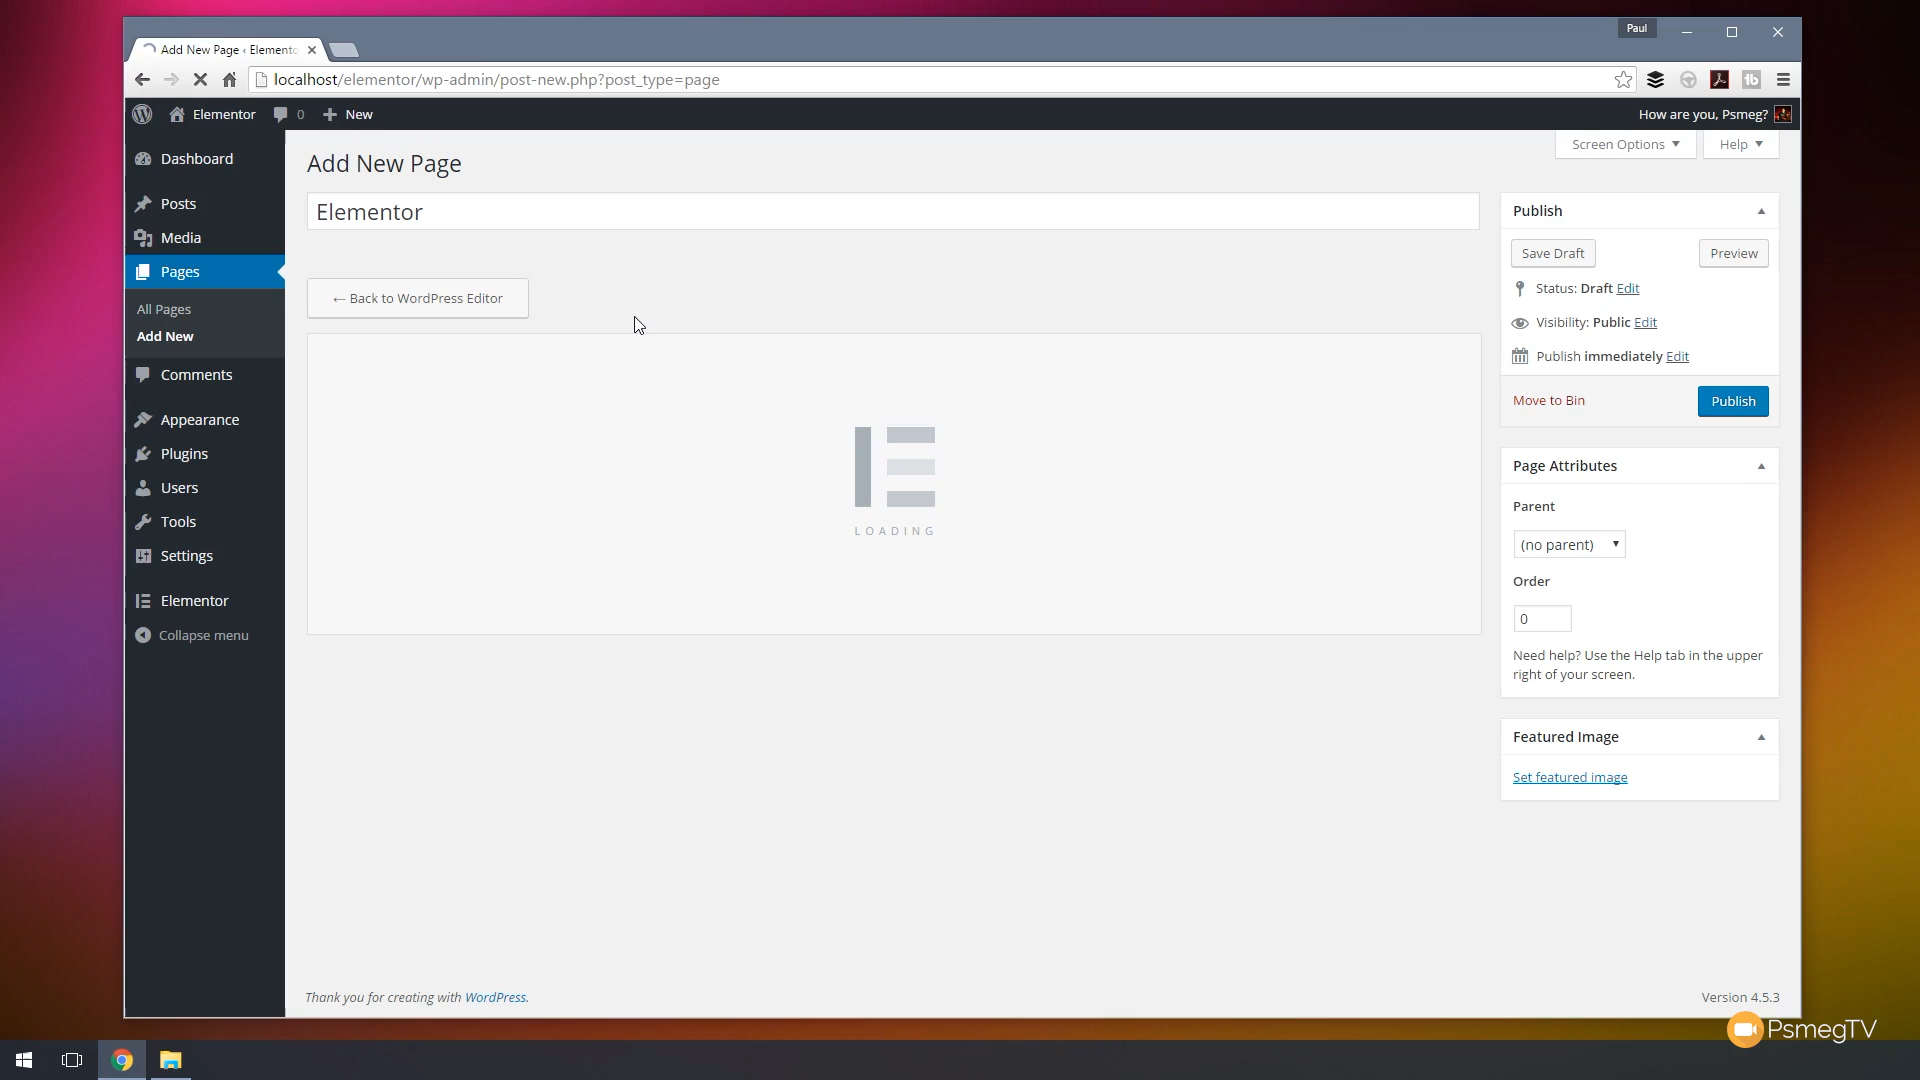 Paul
Add New Page ‹ Elemento
localhost/elementor/wp-admin/post-new.php?post_type=page
Elementor
0
New
How are you, Psmeg?
Dashboard
Posts
Media
Pages
All Pages
Add New
Comments
Appearance
Plugins
Users
Tools
Settings
Elementor
Collapse menu
Add New Page
Screen Options
Help
Elementor
← Back to WordPress Editor
LOADING
Publish
Save Draft
Preview
Status: Draft Edit
Visibility: Public Edit
Publish immediately Edit
Move to Bin
Publish
Page Attributes
Parent
(no parent)
Order
0
Need help? Use the Help tab in the upper
right of your screen.
Featured Image
Set featured image
Thank you for creating with WordPress.
Version 4.5.3
PsmegTV